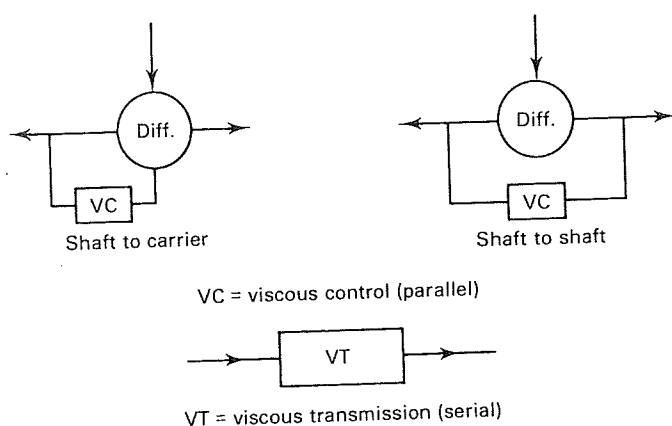 Diff.
VC
Shaft to carrier
Diff.
VC
Shaft to shaft
VC = viscous control (parallel)
VT
VT = viscous transmission (serial)